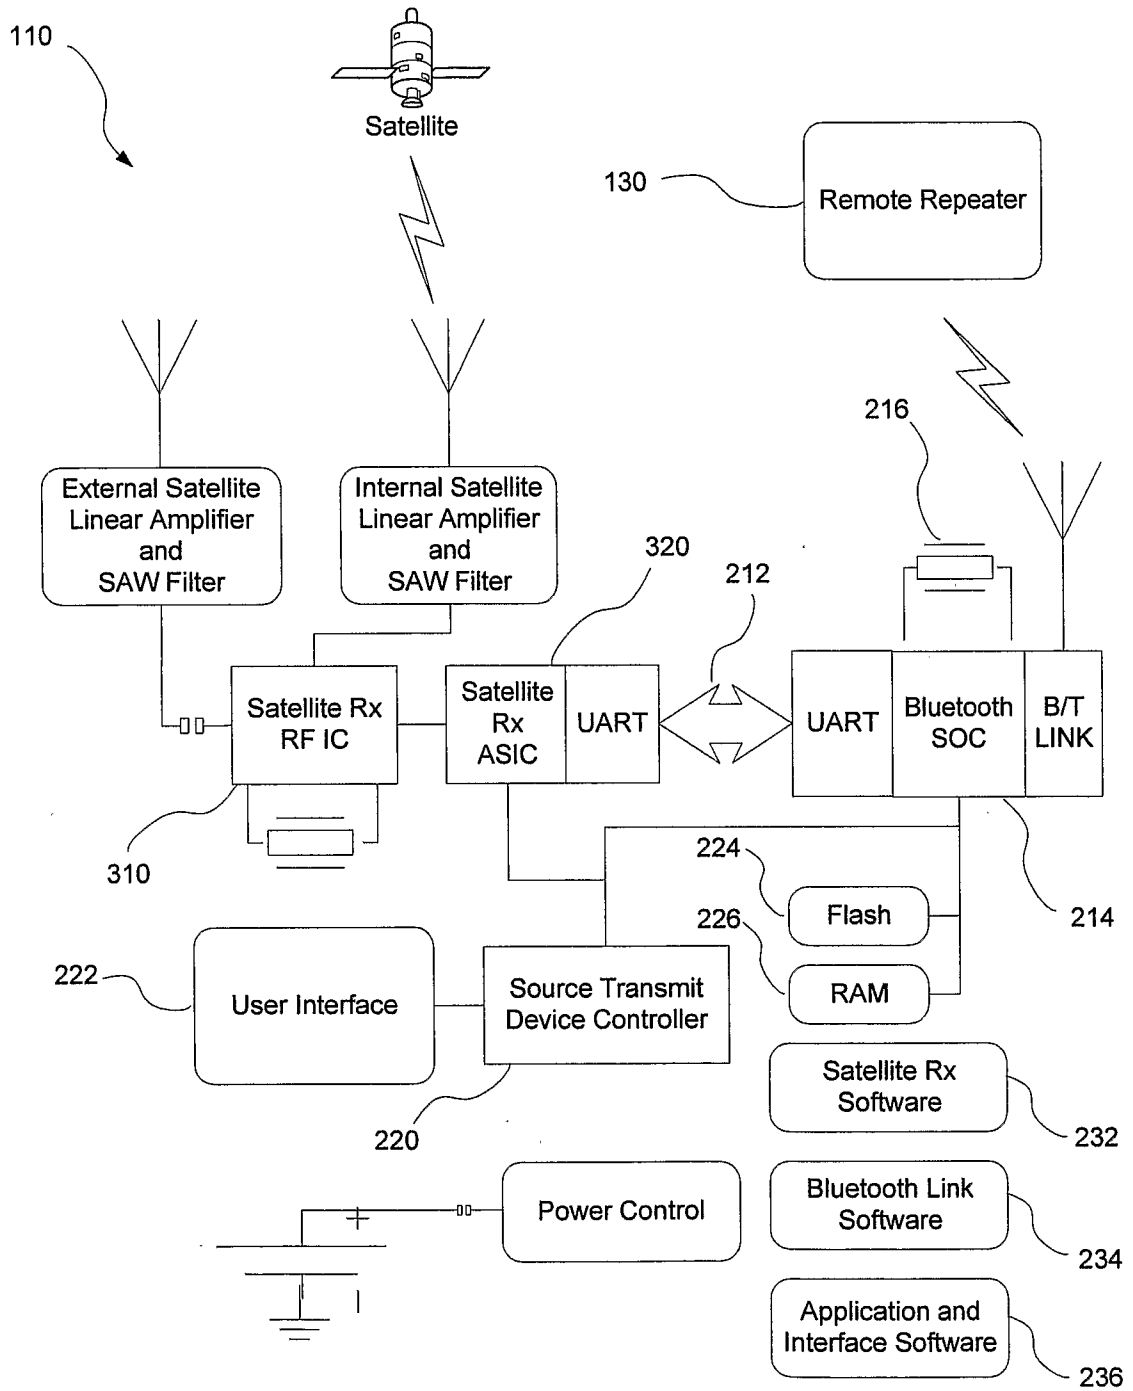 110
Satellite
130
Remote Repeater
216
External Satellite
Linear Amplifier
and
SAW Filter
Internal Satellite
Linear Amplifier
and
SAW Filter
320
212
Satellite Rx
RF IC
Satellite
Rx
ASIC
UART
UART
Bluetooth
SOC
B/T
LINK
310
224
Flash
214
226
RAM
222
User Interface
Source Transmit
Device Controller
220
Satellite Rx
Software
232
Power Control
Bluetooth Link
Software
234
Application and
Interface Software
236